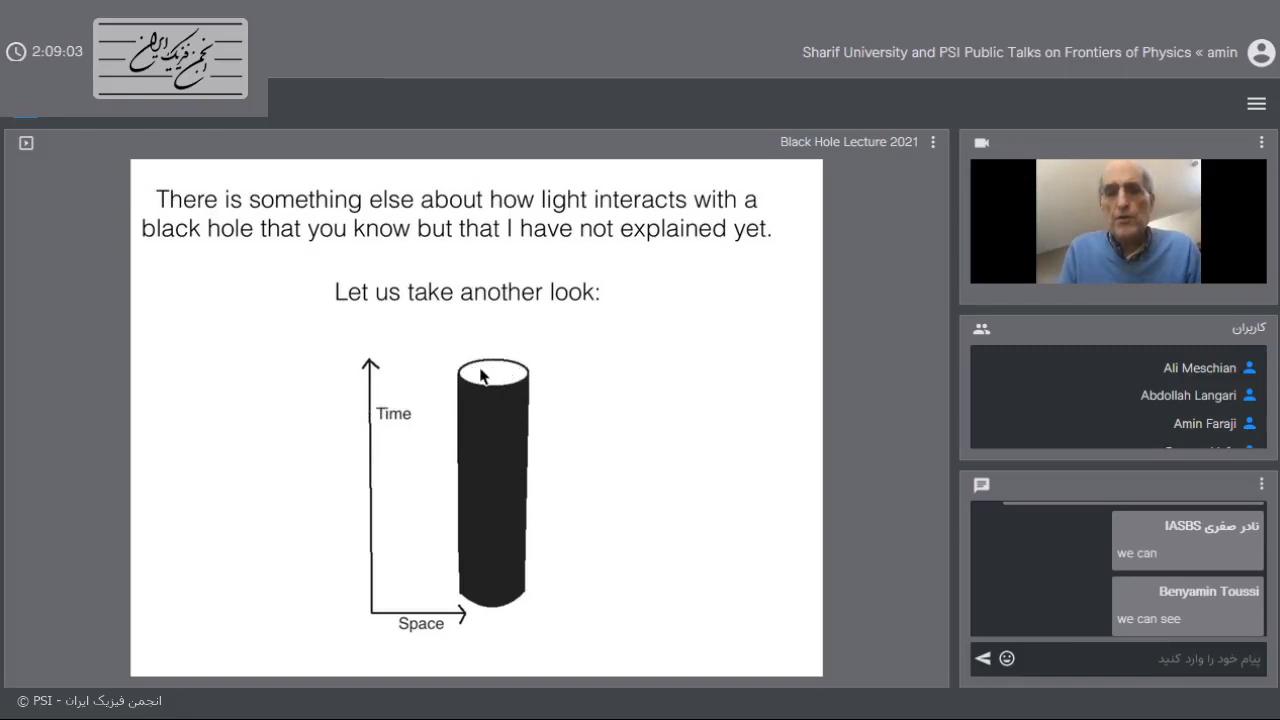 2:09:03
انجمن فیزیک ایران
Sharif University and PSI Public Talks on Frontiers of Physics « amin
Black Hole Lecture 2021
There is something else about how light interacts with a
black hole that you know but that I have not explained yet.
Let us take another look:
Time
Space
کاربران
Ali Meschian
Abdollah Langari
Amin Faraji
نادر صفری IASBS
we can
Benyamin Toussi
we can see
پیام خود را وارد کنید
© PSI - انجمن فیزیک ایران